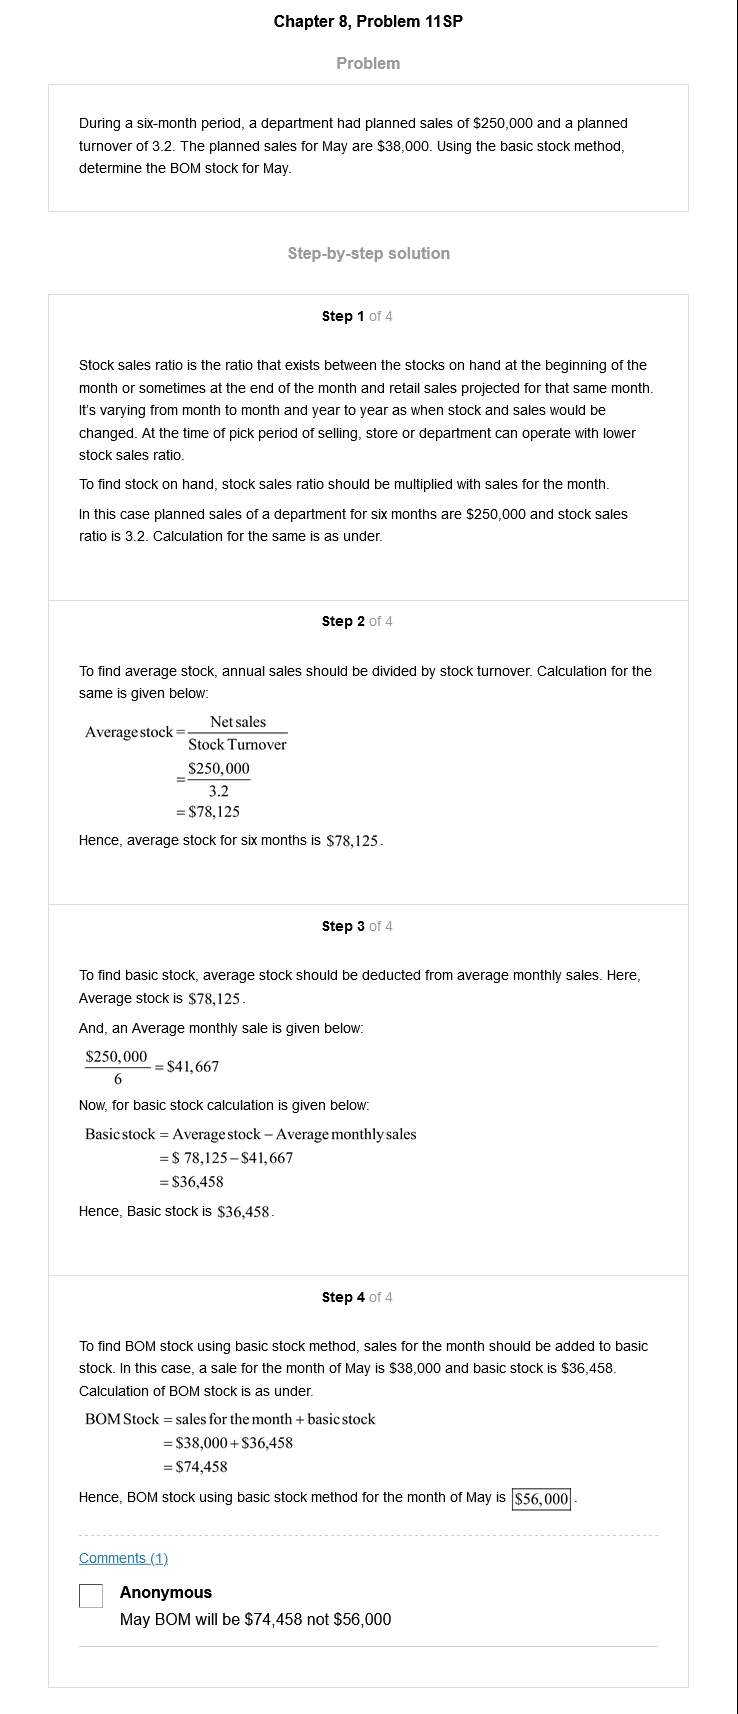 Chapter 8, Problem 11SP
Problem
During a six-month period, a department had planned sales of $250,000 and a planned
turnover of 3.2. The planned sales for May are $38,000. Using the basic stock method,
determine the BOM stock for May.
Step-by-step solution
Step 1 of 4
Stock sales ratio is the ratio that exists between the stocks on hand at the beginning of the
month or sometimes at the end of the month and retail sales projected for that same month.
It's varying from month to month and year to year as when stock and sales would be
changed. At the time of pick period of selling, store or department can operate with lower
stock sales ratio.
To find stock on hand, stock sales ratio should be multiplied with sales for the month.
In this case planned sales of a department for six months are $250,000 and stock sales
ratio is 3.2. Calculation for the same is as under.
Step 2 of 4
To find average stock, annual sales should be divided by stock turnover. Calculation for the
same is given below:
Average stock = Net sales / Stock Turnover
= $250,000 / 3.2
= $78,125
Hence, average stock for six months is $78,125.
Step 3 of 4
To find basic stock, average stock should be deducted from average monthly sales. Here,
Average stock is $78,125.
And, an Average monthly sale is given below:
$250,000 / 6 = $41,667
Now, for basic stock calculation is given below:
Basic stock = Average stock – Average monthly sales
= $ 78,125 – $41,667
= $36,458
Hence, Basic stock is $36,458.
Step 4 of 4
To find BOM stock using basic stock method, sales for the month should be added to basic
stock. In this case, a sale for the month of May is $38,000 and basic stock is $36,458.
Calculation of BOM stock is as under.
BOM Stock = sales for the month + basic stock
= $38,000 + $36,458
= $74,458
Hence, BOM stock using basic stock method for the month of May is $56,000.
Comments (1)
Anonymous
May BOM will be $74,458 not $56,000